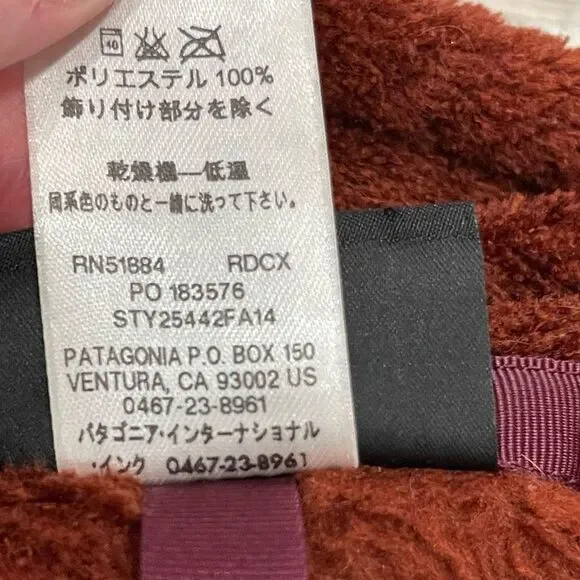 40
ポリエステル 100%
飾り付け部分を除く
乾燥機—低温
同系色のものと一緒に洗って下さい。
RN51884 RDCX
PO 183576
STY25442FA14
PATAGONIA P.O. BOX 150
VENTURA, CA 93002 US
0467-23-8961
パタゴニア・インターナショナル
・インク 0467-23-8961